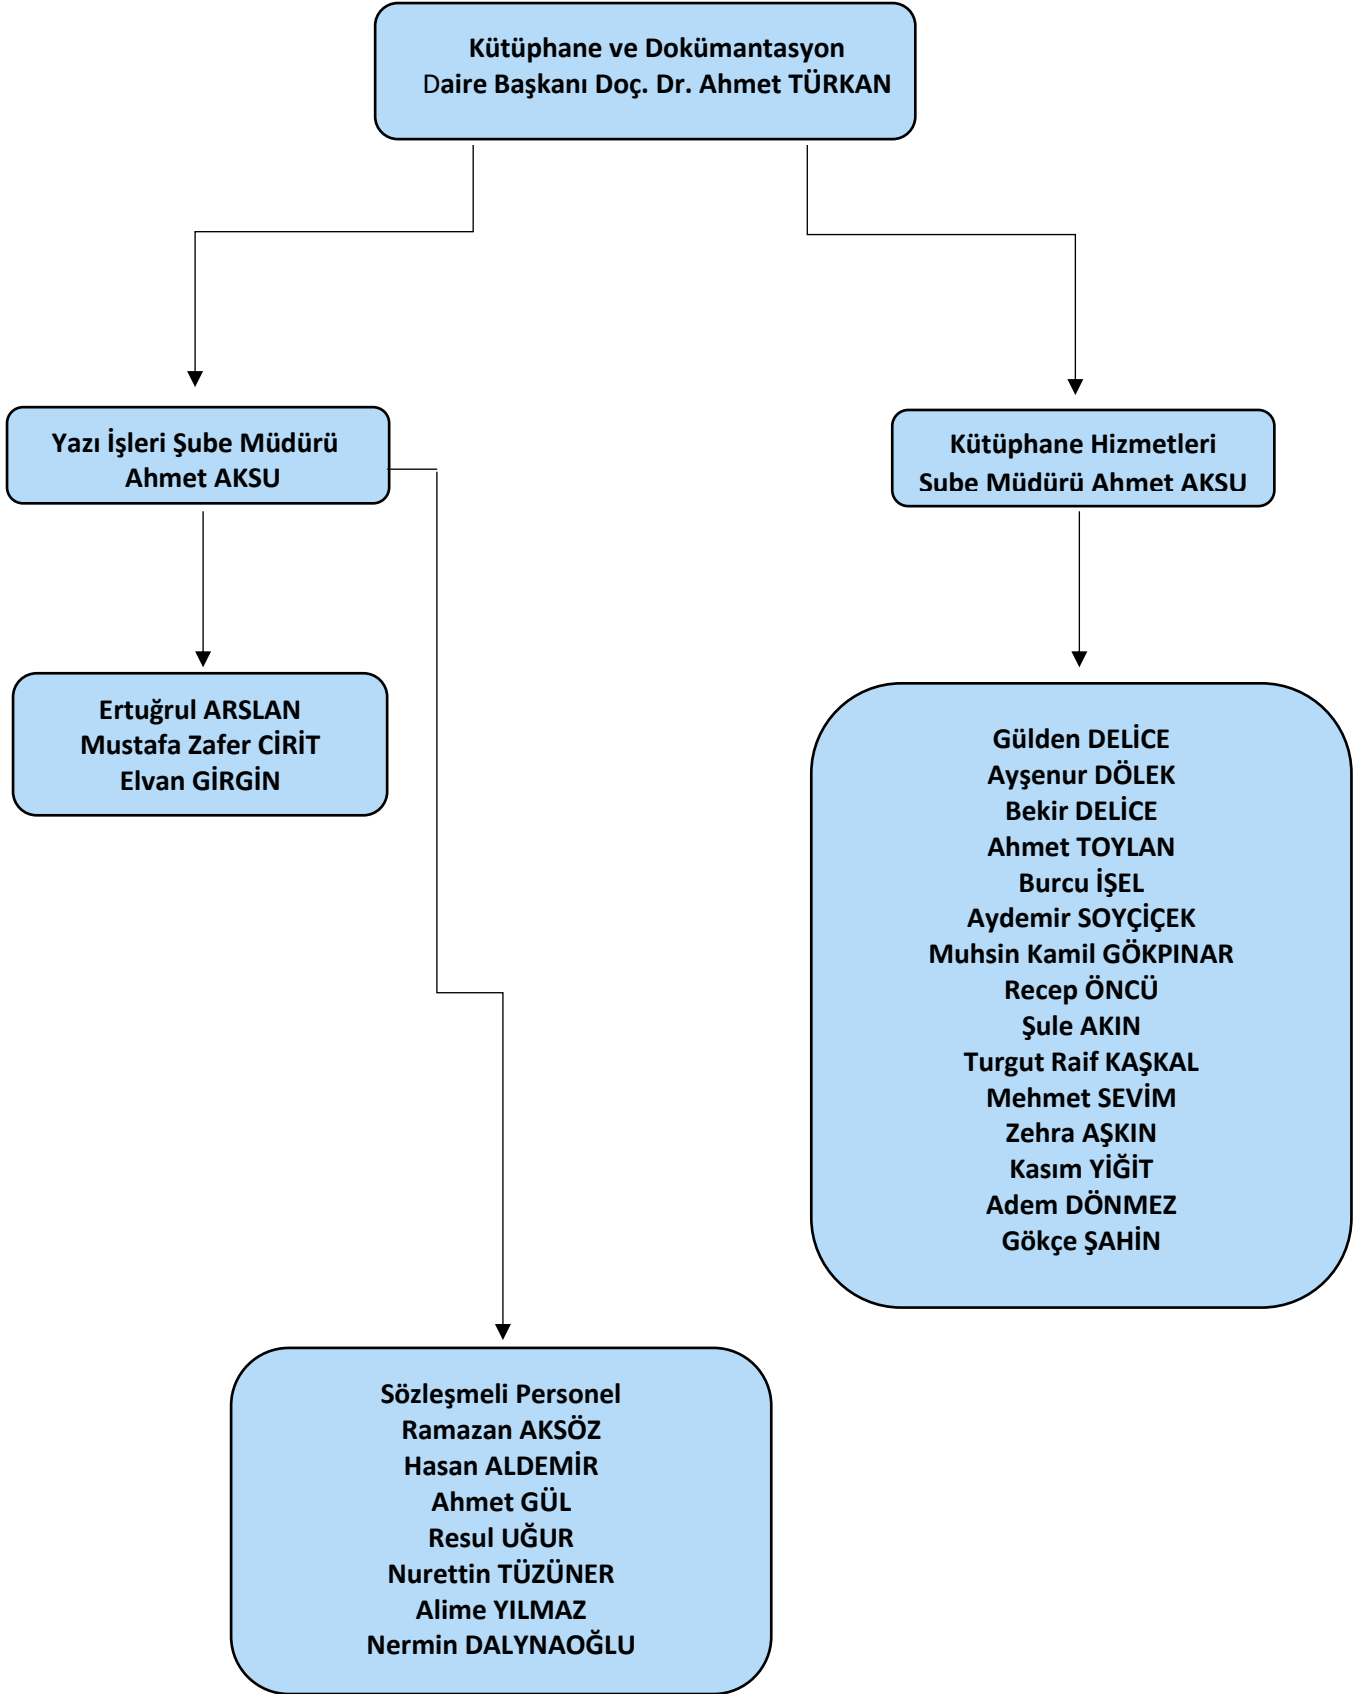 Kütüphane ve Dokümantasyon
Daire Başkanı Doç. Dr. Ahmet TÜRKAN
Yazı İşleri Şube Müdürü
Ahmet AKSU
Kütüphane Hizmetleri
Şube Müdürü Ahmet AKSU
Ertuğrul ARSLAN
Mustafa Zafer CİRİT
Elvan GİRGİN
Gülden DELİCE
Ayşenur DÖLEK
Bekir DELİCE
Ahmet TOYLAN
Burcu İŞEL
Aydemir SOYÇİÇEK
Muhsin Kamil GÖKPINAR
Recep ÖNCÜ
Şule AKIN
Turgut Raif KAŞKAL
Mehmet SEVİM
Zehra AŞKIN
Kasım YİĞİT
Adem DÖNMEZ
Gökçe ŞAHİN
Sözleşmeli Personel
Ramazan AKSÖZ
Hasan ALDEMİR
Ahmet GÜL
Resul UĞUR
Nurettin TÜZÜNER
Alime YILMAZ
Nermin DALYNAOĞLU